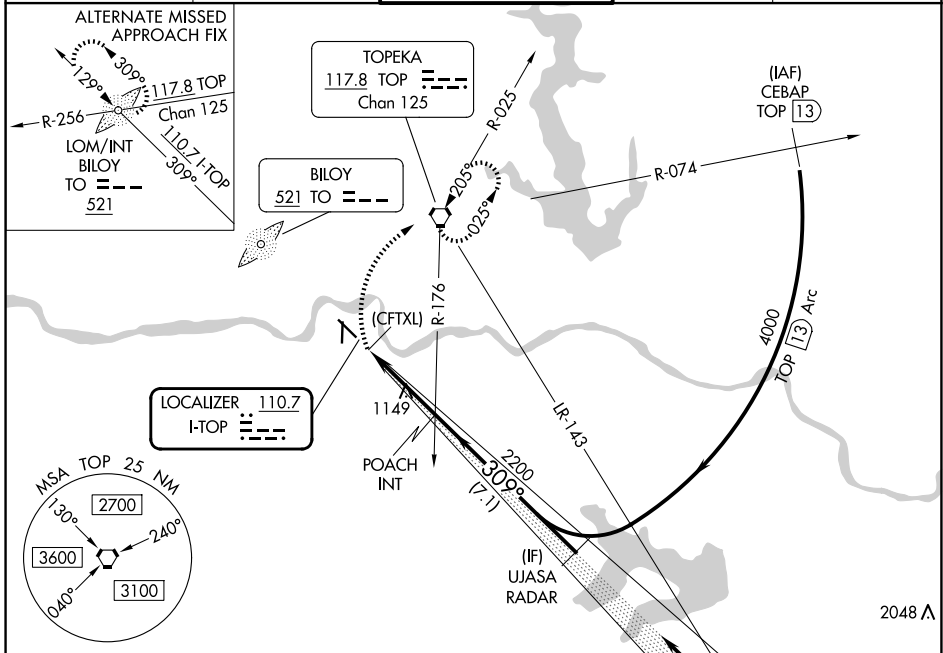 ALTERNATE MISSED
APPROACH FIX
309°
129°
117.8 TOP
Chan 125
R-256
110.7 I-TOP
309°
LOM/INT
BILOY
TO
521
TOPEKA
117.8 TOP
Chan 125
BILOY
521 TO
R-025
205°
025°
R-074
(IAF)
CEBAP
TOP 13
4000
TOP 13 Arc
R-176
(CFTXL)
LR-143
LOCALIZER 110.7
I-TOP
1149
POACH
INT
2200
309°
(7.1)
(IF)
UJASA
RADAR
MSA TOP 25 NM
130°
2700
240°
3600
3100
040°
2048